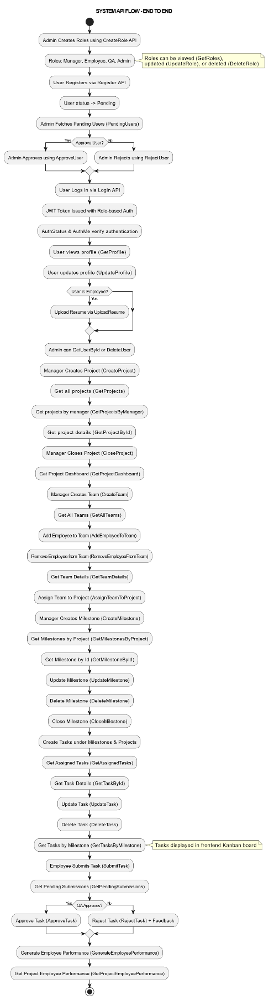 SYSTEM API FLOW - END TO END
Admin Creates Roles using CreateRole API
Roles: Manager, Employee, QA, Admin
Roles can be viewed (GetRoles),
updated (UpdateRole), or deleted (DeleteRole)
User Registers via Register API
User status -> Pending
Admin Fetches Pending Users (PendingUsers)
Yes
Approve User?
No
Admin Approves using ApproveUser
Admin Rejects using RejectUser
User Logs in via Login API
JWT Token Issued with Role-based Auth
AuthStatus & AuthMe verify authentication
User views profile (GetProfile)
User updates profile (UpdateProfile)
User is Employee?
Yes
Upload Resume via UploadResume
Admin can GetUserById or DeleteUser
Manager Creates Project (CreateProject)
Get all projects (GetProjects)
Get projects by manager (GetProjectsByManager)
Get project details (GetProjectById)
Manager Closes Project (CloseProject)
Get Project Dashboard (GetProjectDashboard)
Manager Creates Team (CreateTeam)
Get All Teams (GetAllTeams)
Add Employee to Team (AddEmployeeToTeam)
Remove Employee from Team (RemoveEmployeeFromTeam)
Get Team Details (GetTeamDetails)
Assign Team to Project (AssignTeamToProject)
Manager Creates Milestone (CreateMilestone)
Get Milestones by Project (GetMilestonesByProject)
Get Milestone by Id (GetMilestoneById)
Update Milestone (UpdateMilestone)
Delete Milestone (DeleteMilestone)
Close Milestone (CloseMilestone)
Create Tasks under Milestones & Projects
Get Assigned Tasks (GetAssignedTasks)
Get Task Details (GetTaskById)
Update Task (UpdateTask)
Delete Task (DeleteTask)
Get Tasks by Milestone (GetTasksByMilestone)
Tasks displayed in frontend Kanban board
Employee Submits Task (SubmitTask)
Get Pending Submissions (GetPendingSubmissions)
Yes
QA Approves?
No
Approve Task (ApproveTask)
Reject Task (RejectTask) + Feedback
Generate Employee Performance (GenerateEmployeePerformance)
Get Project Employee Performance (GetProjectEmployeePerformance)